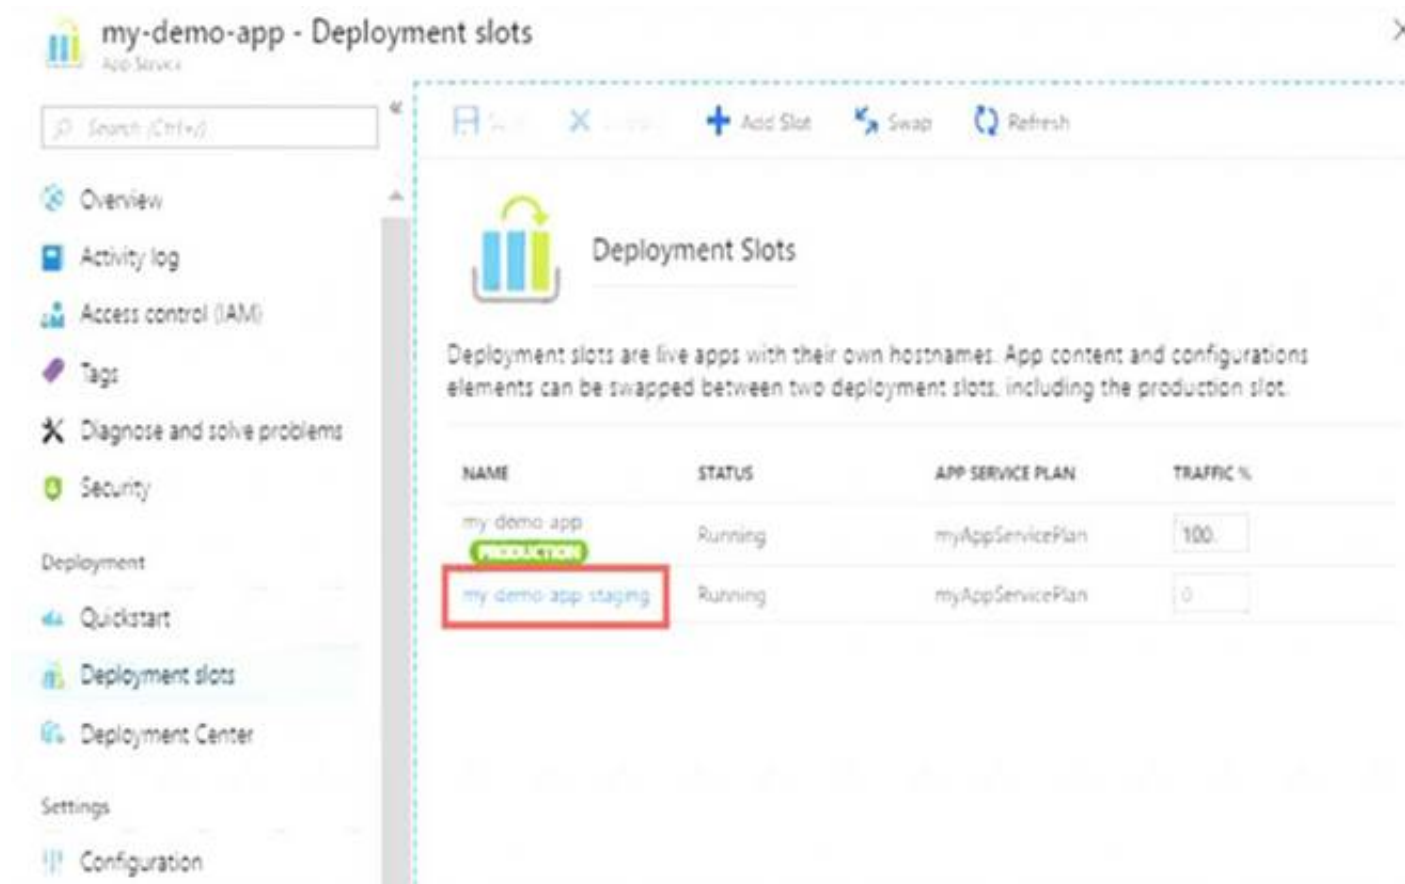 my-demo-app - Deployment slots
App Service
Search (Ctrl+/)
Overview
Activity log
Access control (IAM)
Tags
Diagnose and solve problems
Security
Deployment
Quickstart
Deployment slots
Deployment Center
Settings
Configuration
Add Slot Swap Refresh
Deployment Slots
Deployment slots are live apps with their own hostnames. App content and configurations
elements can be swapped between two deployment slots, including the production slot.
NAME STATUS APP SERVICE PLAN TRAFFIC %
my demo app Running myAppServicePlan 100
PRODUCTION
my demo app staging Running myAppServicePlan 0